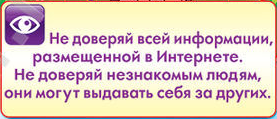 Не доверяй всей информации,
размещенной в Интернете.
Не доверяй незнакомым людям,
они могут выдавать себя за других.